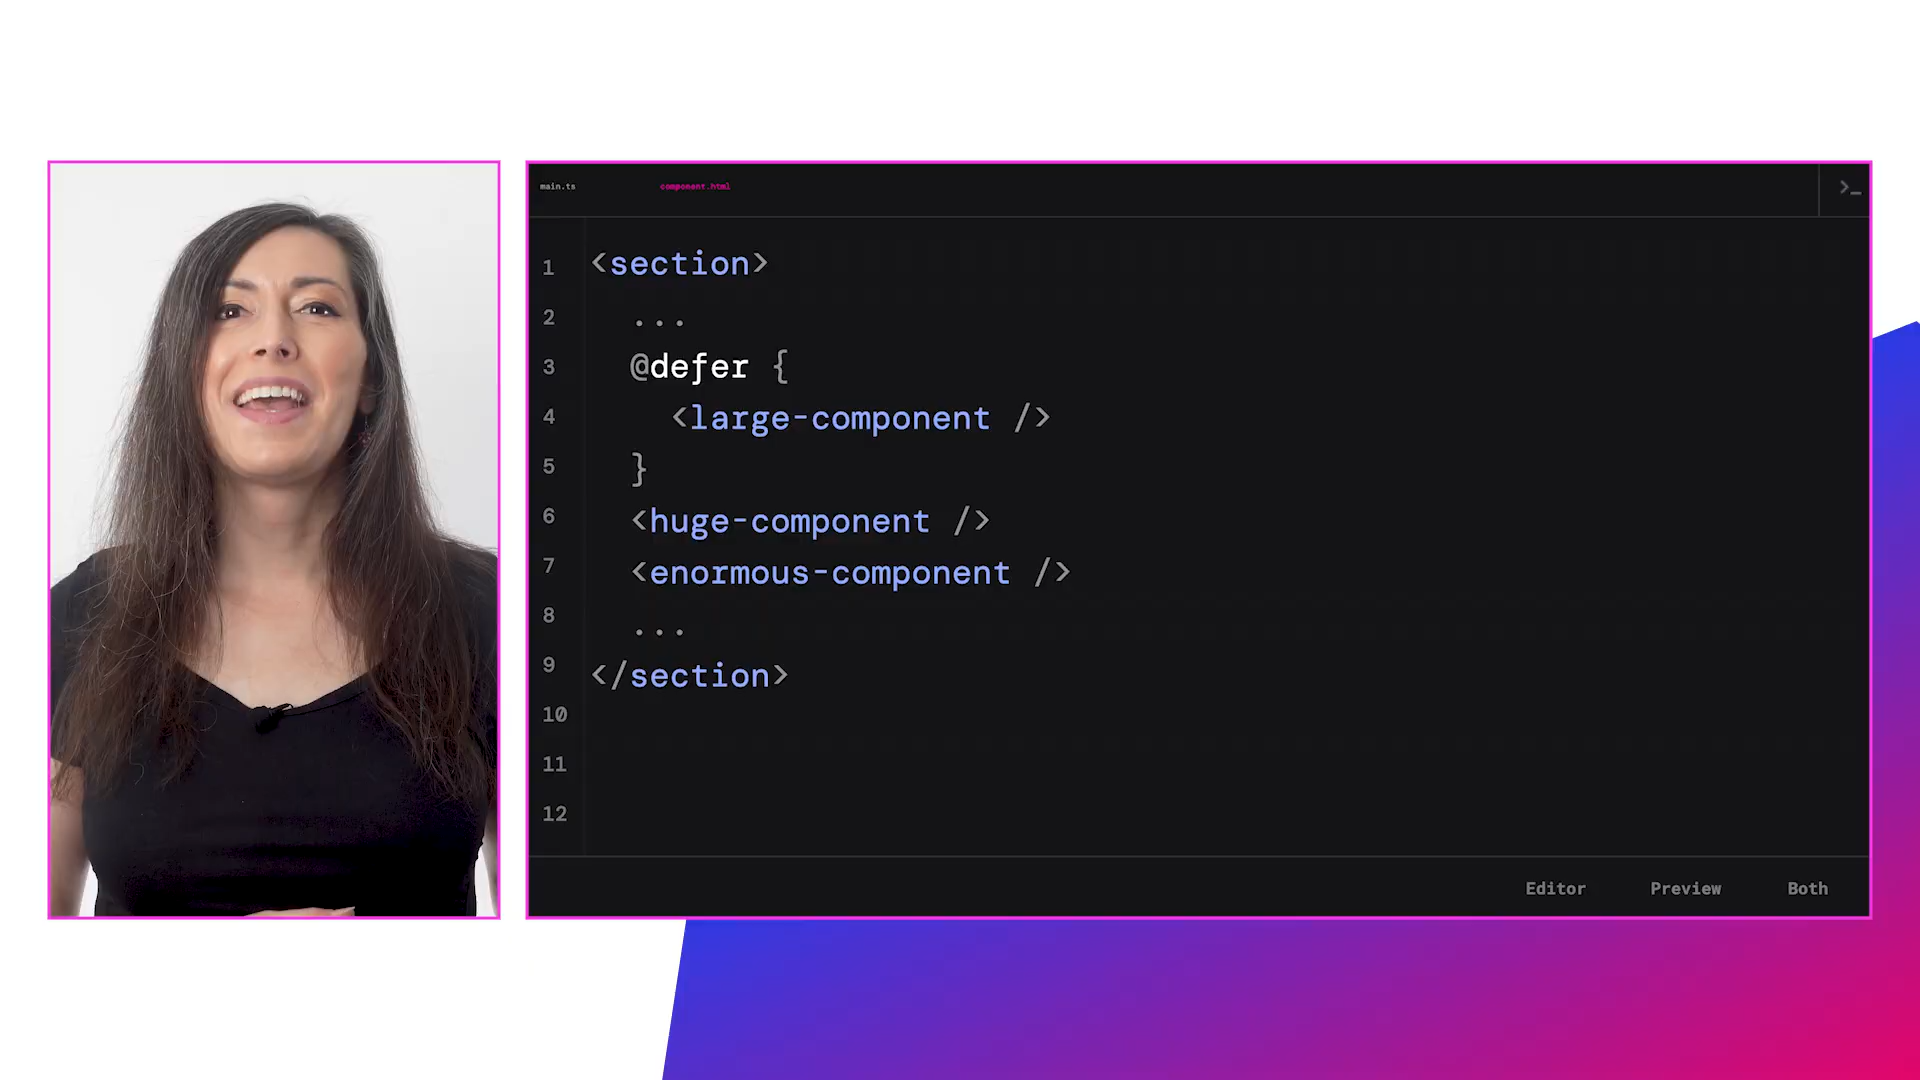 main.ts component.html >_
1 <section>
2 ...
3 @defer {
4 <large-component />
5 }
6 <huge-component />
7 <enormous-component />
8 ...
9 </section>
10
11
12
Editor Preview Both